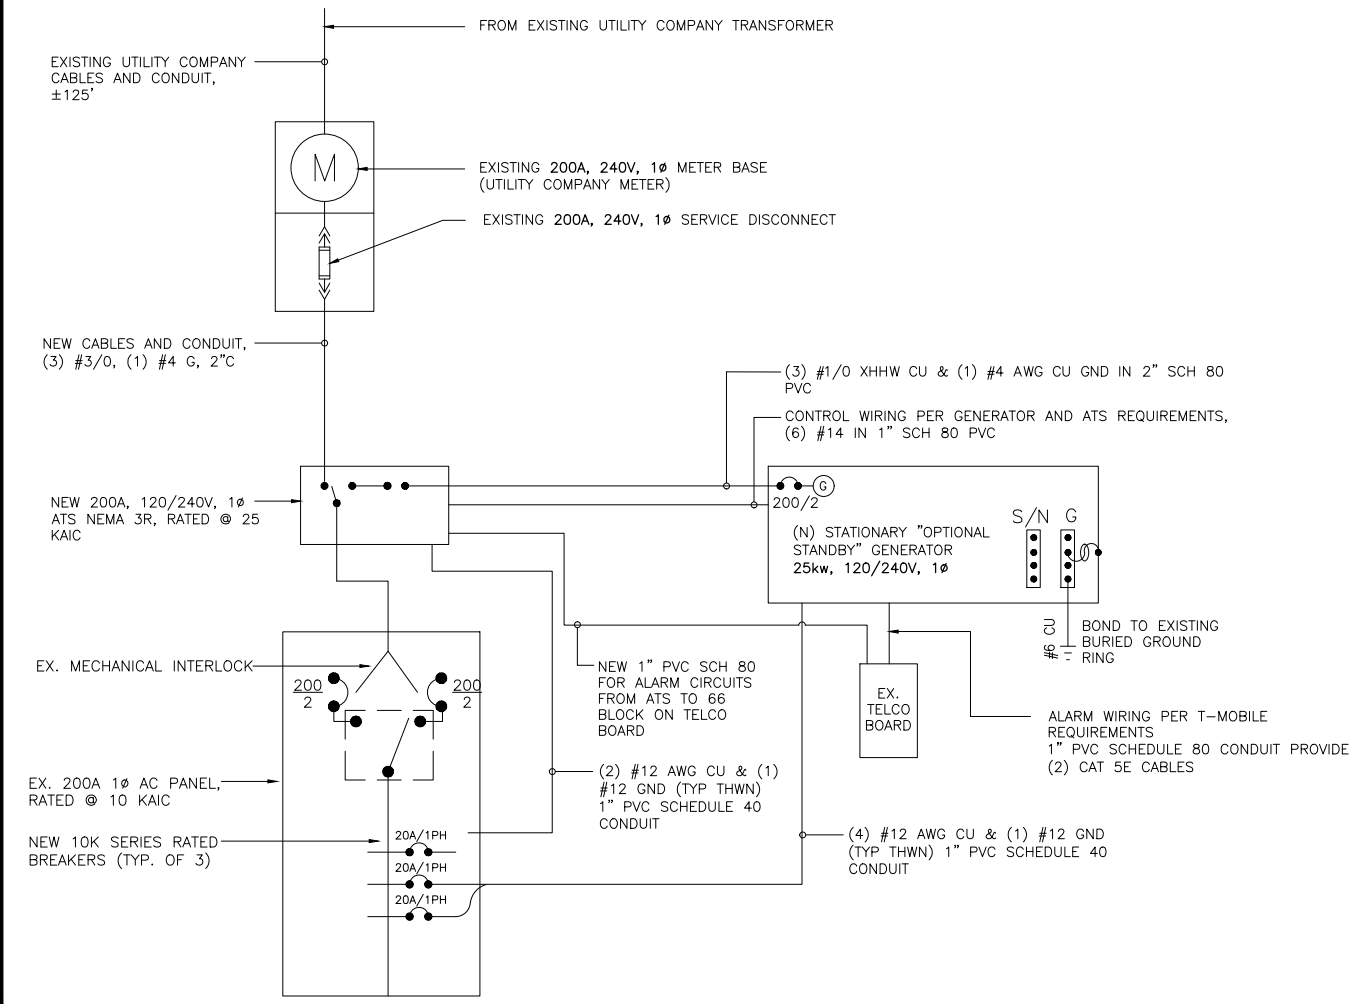 FROM EXISTING UTILITY COMPANY TRANSFORMER
EXISTING UTILITY COMPANY
CABLES AND CONDUIT,
±125'
M
EXISTING 200A, 240V, 1ø METER BASE
(UTILITY COMPANY METER)
EXISTING 200A, 240V, 1ø SERVICE DISCONNECT
NEW CABLES AND CONDUIT,
(3) #3/0, (1) #4 G, 2"C
(3) #1/0 XHHW CU & (1) #4 AWG CU GND IN 2" SCH 80
PVC
CONTROL WIRING PER GENERATOR AND ATS REQUIREMENTS,
(6) #14 IN 1" SCH 80 PVC
NEW 200A, 120/240V, 1ø
ATS NEMA 3R, RATED @ 25
KAIC
G
200/2
S/N G
(N) STATIONARY "OPTIONAL
STANDBY" GENERATOR
25kw, 120/240V, 1ø
#6 CU
BOND TO EXISTING
BURIED GROUND
RING
EX. MECHANICAL INTERLOCK
200
2
200
2
NEW 1" PVC SCH 80
FOR ALARM CIRCUITS
FROM ATS TO 66
BLOCK ON TELCO
BOARD
EX.
TELCO
BOARD
ALARM WIRING PER T-MOBILE
REQUIREMENTS
1" PVC SCHEDULE 80 CONDUIT PROVIDE
(2) CAT 5E CABLES
EX. 200A 1ø AC PANEL,
RATED @ 10 KAIC
(2) #12 AWG CU & (1)
#12 GND (TYP THWN)
1" PVC SCHEDULE 40
CONDUIT
NEW 10K SERIES RATED
BREAKERS (TYP. OF 3)
20A/1PH
20A/1PH
20A/1PH
(4) #12 AWG CU & (1) #12 GND
(TYP THWN) 1" PVC SCHEDULE 40
CONDUIT